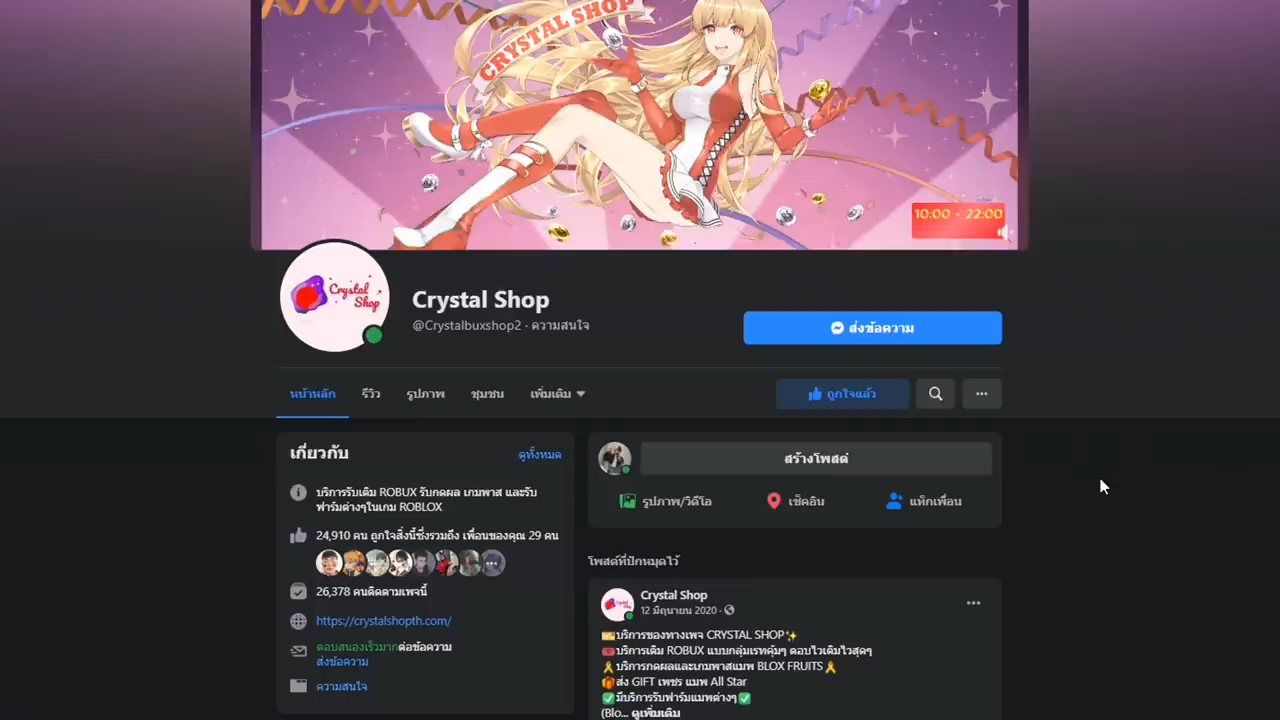 CRYSTAL SHOP
10:00 - 22:00
Crystal Shop
Crystal Shop
@Crystalbuxshop2 · ความสนใจ
ส่งข้อความ
หน้าหลัก
รีวิว
รูปภาพ
ชุมชน
เพิ่มเติม
ถูกใจแล้ว
เกี่ยวกับ
ดูทั้งหมด
บริการรับเติม ROBUX รับกดผล เกมพาส และรับ
ฟาร์มต่างๆในเกม ROBLOX
24,910 คน ถูกใจสิ่งนี้ซึ่งรวมถึง เพื่อนของคุณ 29 คน
26,378 คนติดตามเพจนี้
https://crystalshopth.com/
ตอบสนองเร็วมากต่อข้อความ
ส่งข้อความ
ความสนใจ
สร้างโพสต์
รูปภาพ/วิดีโอ
เช็คอิน
แท็กเพื่อน
โพสต์ที่ปักหมุดไว้
Crystal Shop
12 มิถุนายน 2020 ·
🎫บริการของทางเพจ CRYSTAL SHOP✨
🎟️บริการเติม ROBUX แบบกลุ่มเรทคุ้มๆ ตอบไวเติมไวสุดๆ
🎗️บริการกดผลและเกมพาสแมพ BLOX FRUITS🎗️
🎁ส่ง GIFT เพชร แมพ All Star
✅มีบริการรับฟาร์มแมพต่างๆ✅
(Blo... ดูเพิ่มเติม